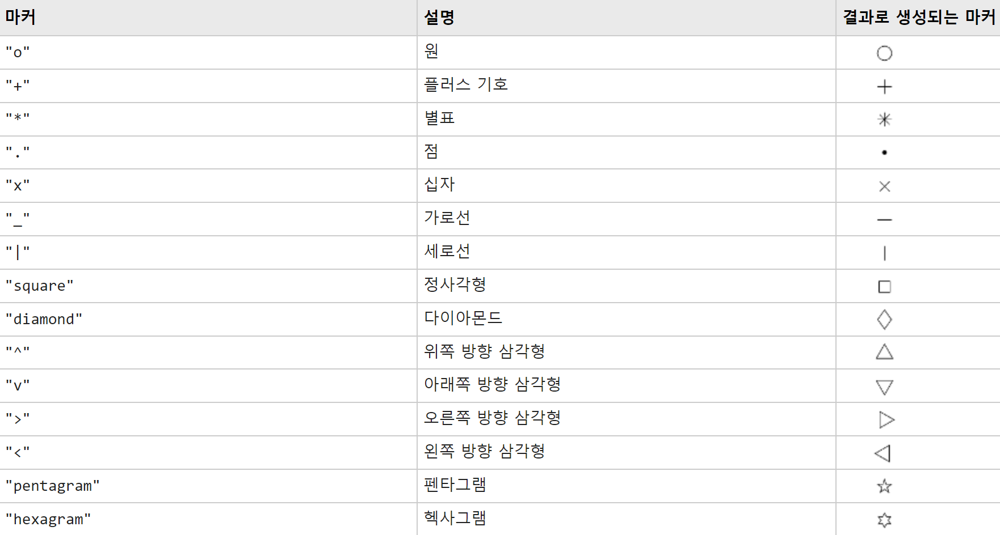 마커 설명 결과로 생성되는 마커
"o" 원
"+" 플러스 기호
"*" 별표
"." 점
"x" 십자
"_" 가로선
"|" 세로선
"square" 정사각형
"diamond" 다이아몬드
"^" 위쪽 방향 삼각형
"v" 아래쪽 방향 삼각형
">" 오른쪽 방향 삼각형
"<" 왼쪽 방향 삼각형
"pentagram" 펜타그램
"hexagram" 헥사그램